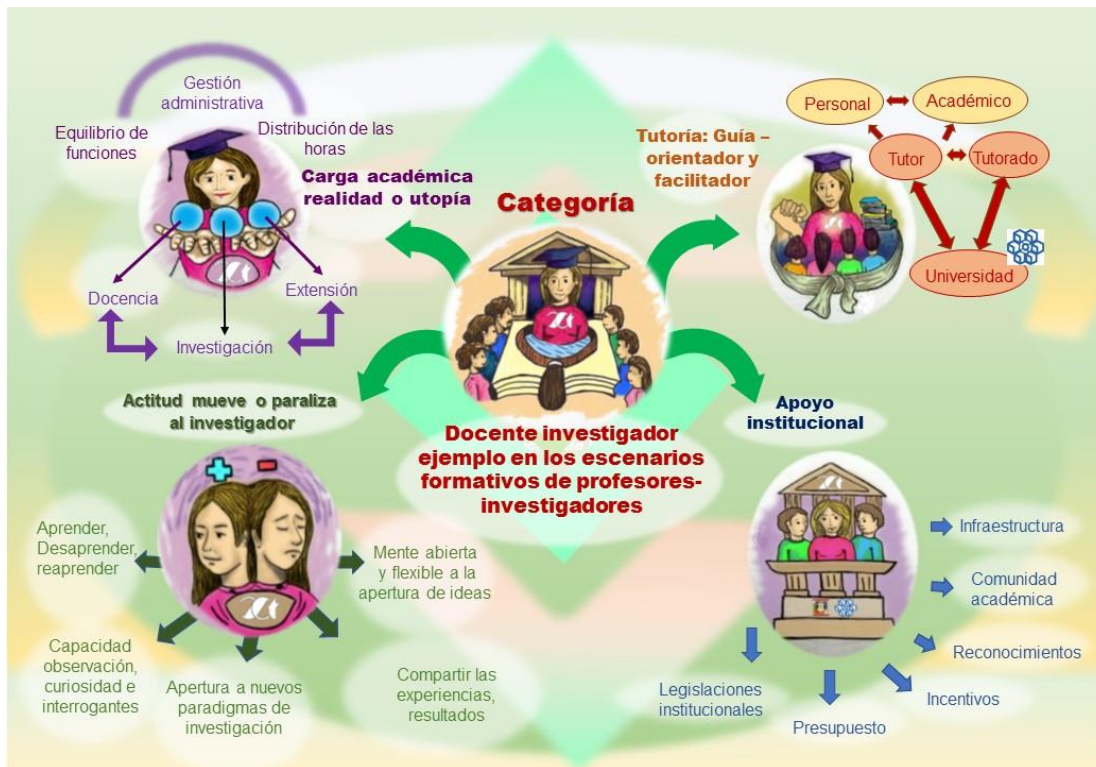 Gestión
administrativa
Equilibrio de
funciones
Distribución de las
horas
Carga académica
realidad o utopía
Docencia
Extensión
Investigación
Categoría
Docente investigador
ejemplo en los escenarios
formativos de profesores-
investigadores
Tutoría: Guía –
orientador y
facilitador
Personal
Académico
Tutor
Tutorado
Universidad
Actitud mueve o paraliza
al investigador
Aprender,
Desaprender,
reaprender
Mente abierta
y flexible a la
apertura de ideas
Capacidad
observación,
curiosidad e
interrogantes
Apertura a nuevos
paradigmas de
investigación
Compartir las
experiencias,
resultados
Apoyo
institucional
Infraestructura
Comunidad
académica
Reconocimientos
Incentivos
Presupuesto
Legislaciones
institucionales